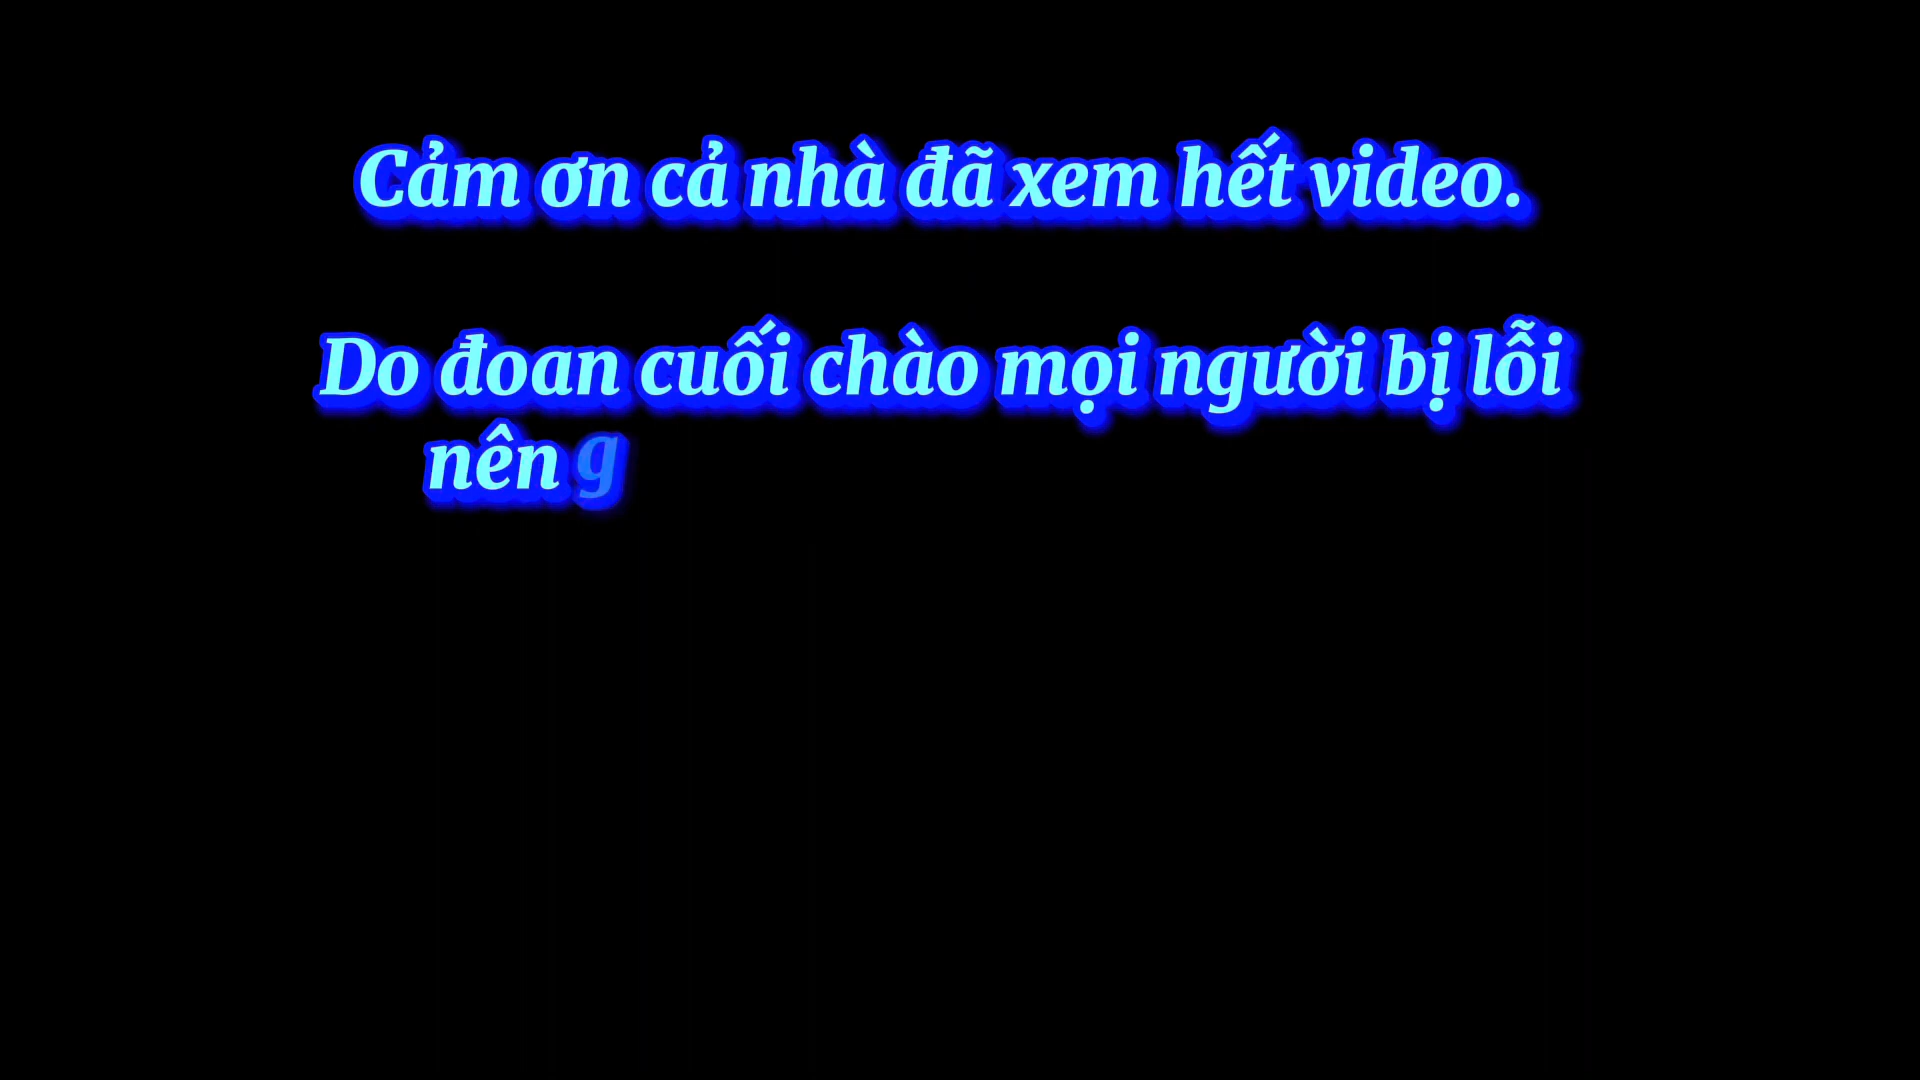 Cảm ơn cả nhà đã xem hết video.
Do đoan cuối chào mọi người bị lỗi
nên g